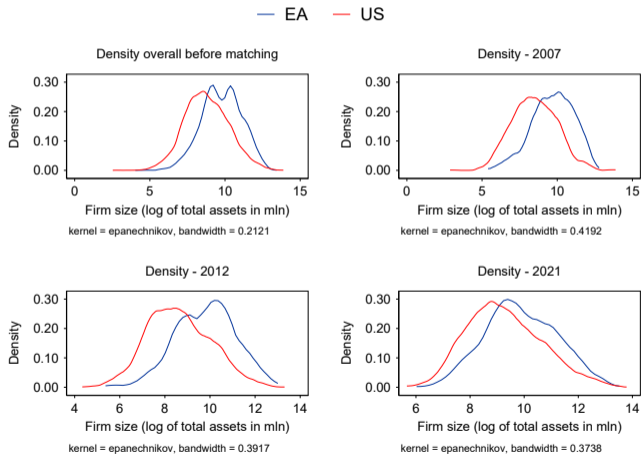 EA US
Density overall before matching
Density
0.30
0.20
0.10
0.00
0 5 10 15
Firm size (log of total assets in mln)
kernel = epanechnikov, bandwidth = 0.2121
Density - 2007
Density
0.30
0.20
0.10
0.00
0 5 10 15
Firm size (log of total assets in mln)
kernel = epanechnikov, bandwidth = 0.4192
Density - 2012
Density
0.30
0.20
0.10
0.00
4 6 8 10 12 14
Firm size (log of total assets in mln)
kernel = epanechnikov, bandwidth = 0.3917
Density - 2021
Density
0.30
0.20
0.10
0.00
6 8 10 12 14
Firm size (log of total assets in mln)
kernel = epanechnikov, bandwidth = 0.3738